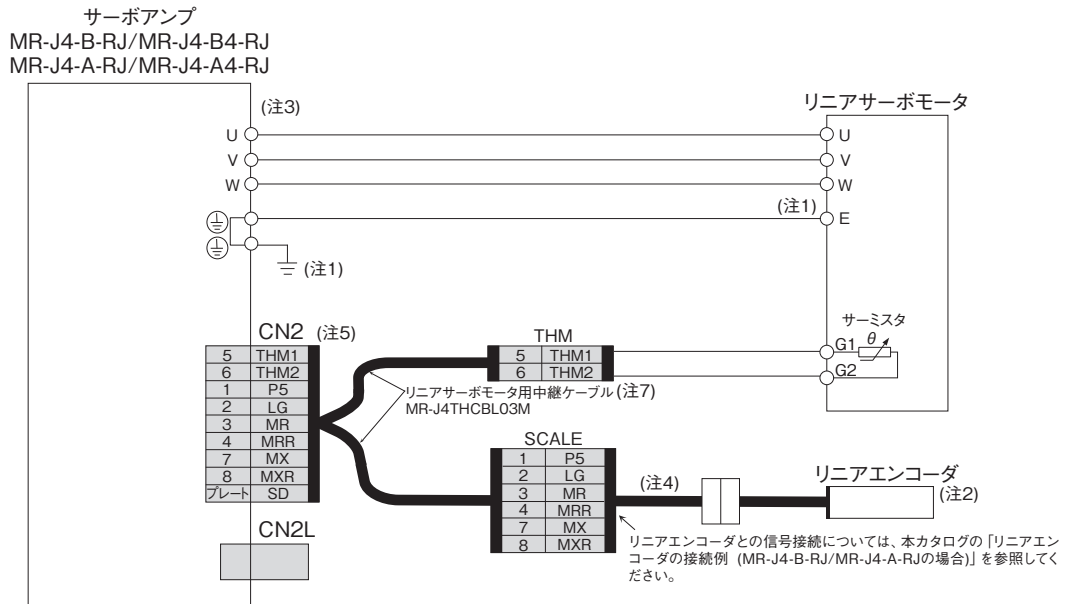 サーボアンプ
MR-J4-B-RJ/MR-J4-B4-RJ
MR-J4-A-RJ/MR-J4-A4-RJ
(注3)
リニアサーボモータ
U
U
V
V
W
W
(注1)
E
(注1)
CN2 (注5)
5 THM1
6 THM2
1 P5
2 LG
3 MR
4 MRR
7 MX
8 MXR
プレート SD
CN2L
THM
5 THM1
6 THM2
サーミスタ
G1 θ
G2
リニアサーボモータ用中継ケーブル(注7)
MR-J4THCBL03M
SCALE
1 P5
2 LG
3 MR
4 MRR
7 MX
8 MXR
(注4)
リニアエンコーダ
(注2)
リニアエンコーダとの信号接続については、本カタログの「リニアエン
コーダの接続例 (MR-J4-B-RJ/MR-J4-A-RJの場合)」を参照してく
ださい。